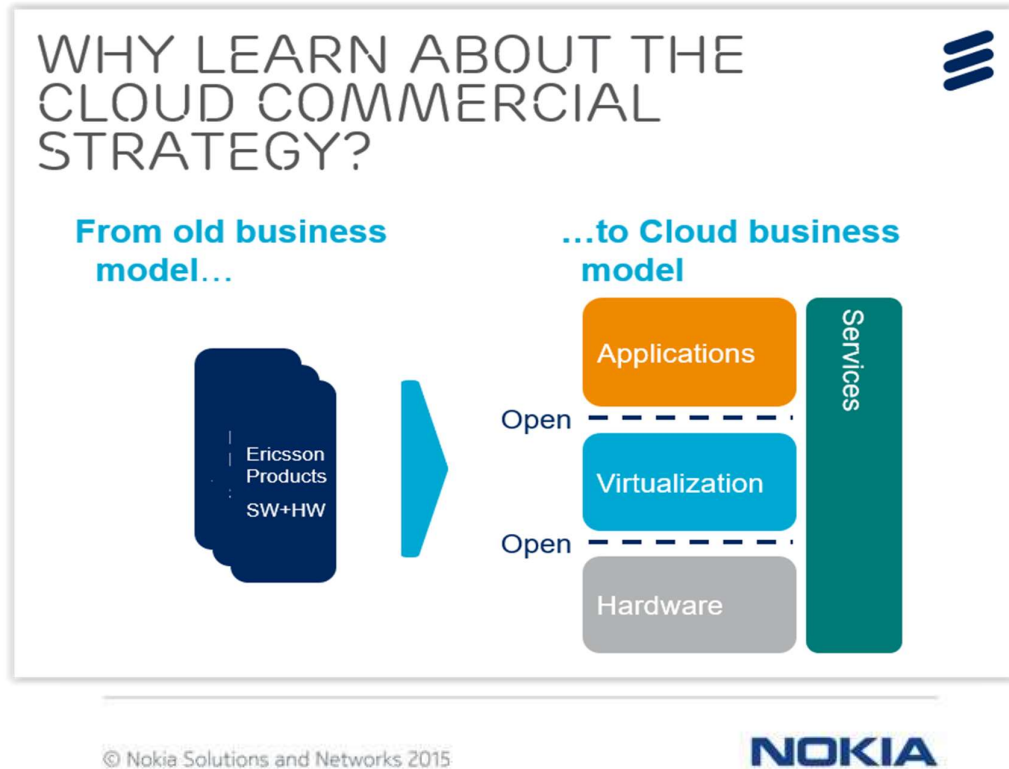 WHY LEARN ABOUT THE
CLOUD COMMERCIAL
STRATEGY?
From old business
model...
...to Cloud business
model
Ericsson
Products
SW+HW
Applications
Open
Virtualization
Open
Hardware
Services
© Nokia Solutions and Networks 2015
NOKIA